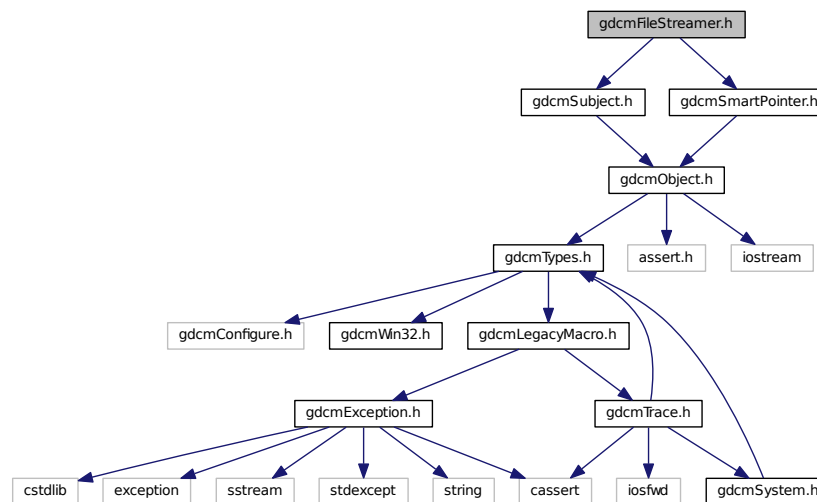 gdcmFileStreamer.h
gdcmSubject.h
gdcmSmartPointer.h
gdcmObject.h
gdcmTypes.h
assert.h
iostream
gdcmConfigure.h
gdcmWin32.h
gdcmLegacyMacro.h
gdcmException.h
gdcmTrace.h
cstdlib
exception
sstream
stdexcept
string
cassert
iosfwd
gdcmSystem.h